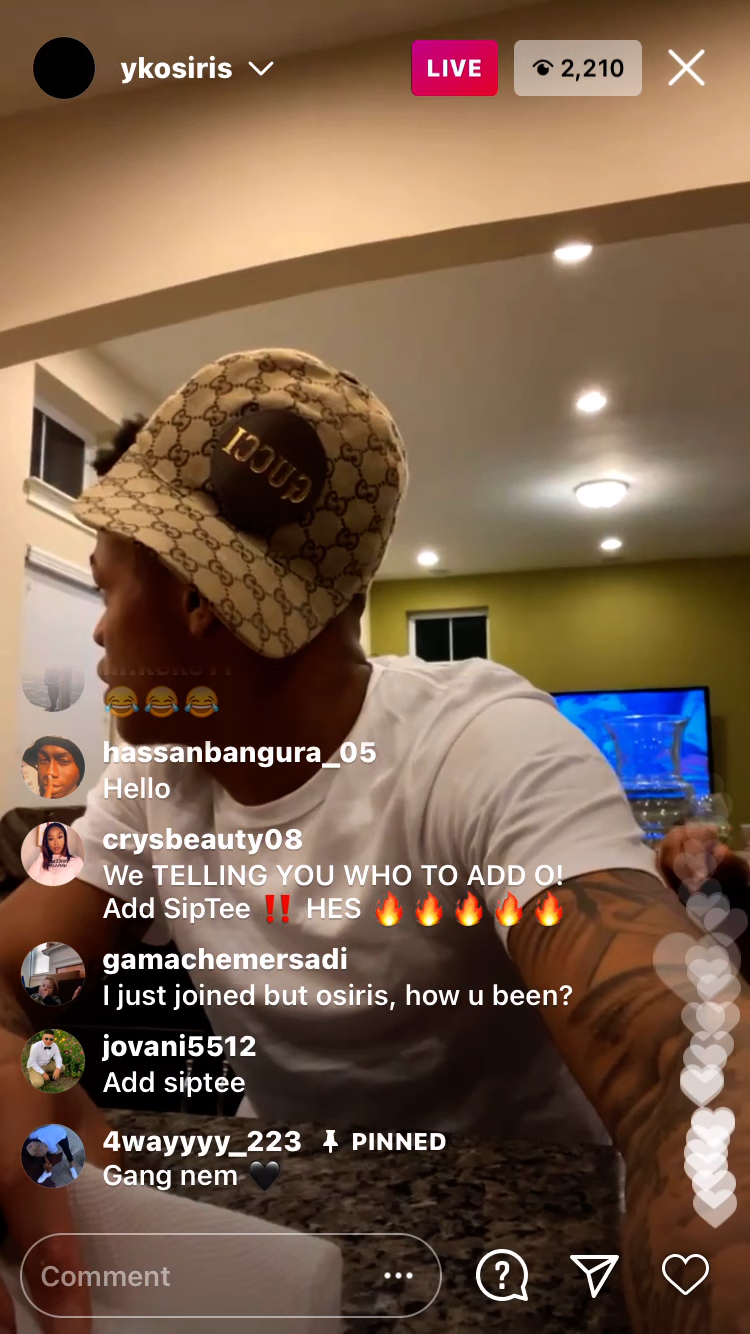 ykosiris
LIVE
2,210
GUCCI
😂😂😂
hassanbangura_05
Hello
crysbeauty08
We TELLING YOU WHO TO ADD O!
Add SipTee ‼️ HES 🔥🔥🔥🔥🔥
gamachemersadi
I just joined but osiris, how u been?
jovani5512
Add siptee
4wayyyy_223 PINNED
Gang nem 🖤
Comment